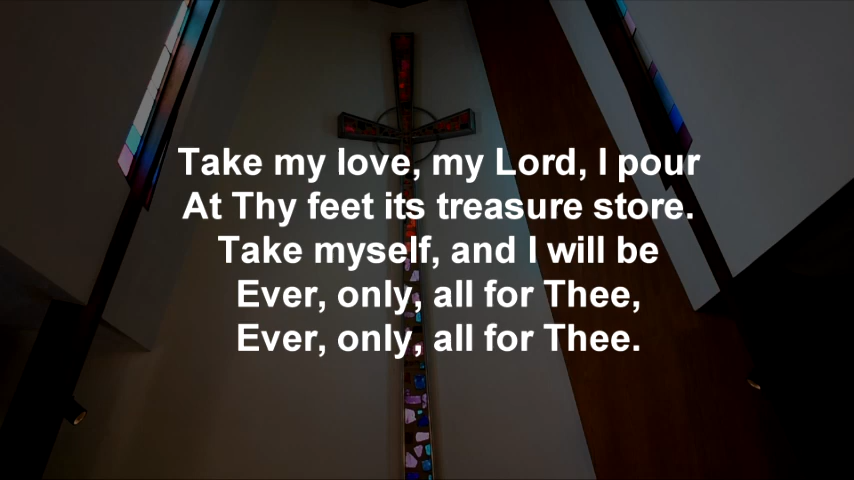 Take my love, my Lord, I pour
At Thy feet its treasure store.
Take myself, and I will be
Ever, only, all for Thee,
Ever, only, all for Thee.